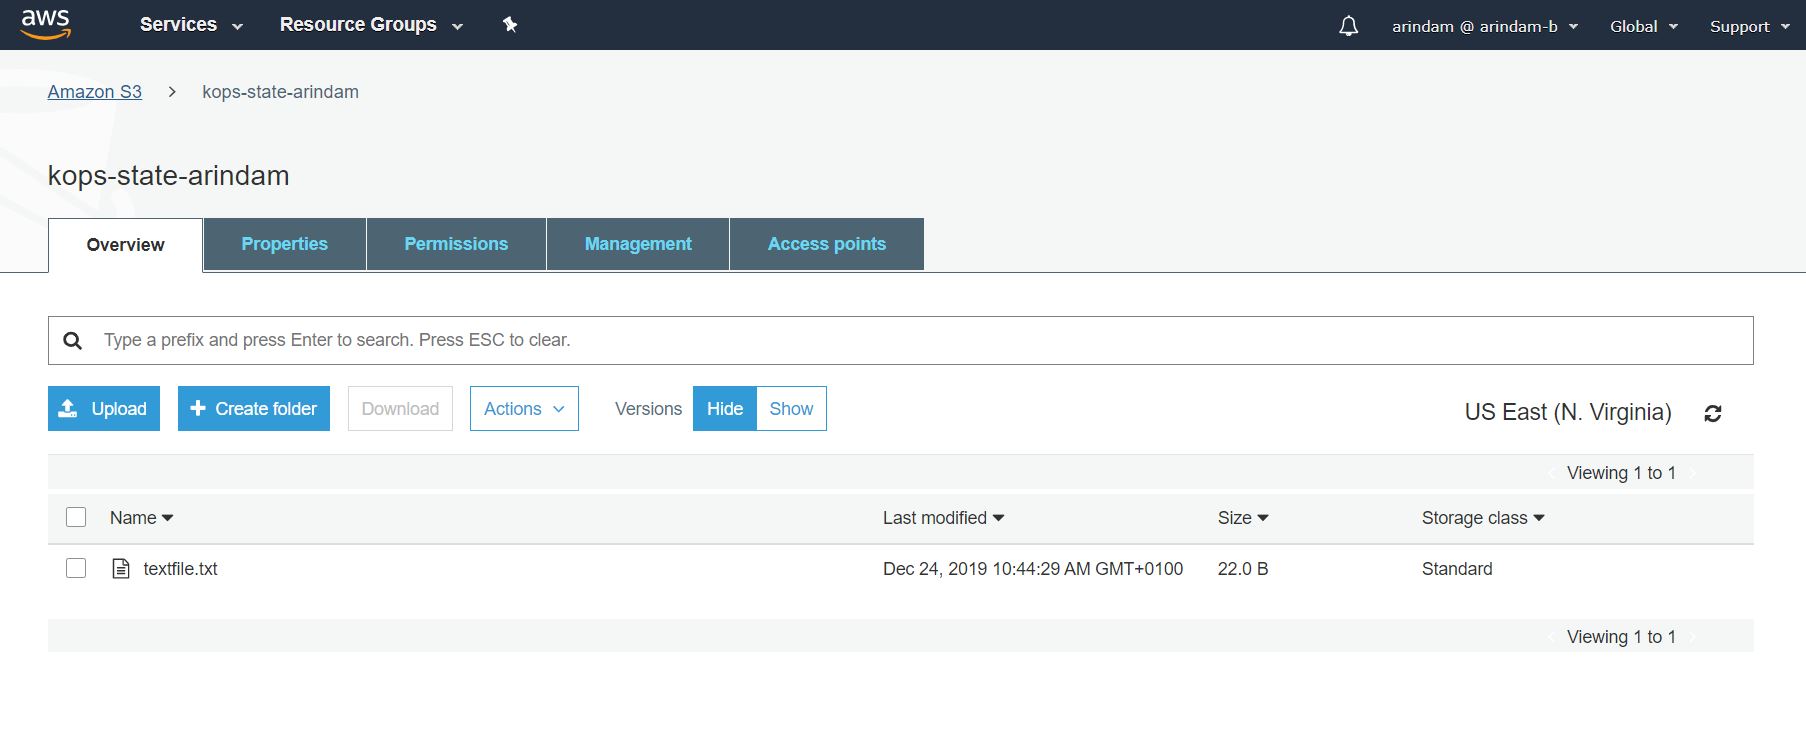 aws Services Resource Groups arindam @ arindam-b Global Support
Amazon S3 > kops-state-arindam
kops-state-arindam
Overview Properties Permissions Management Access points
Type a prefix and press Enter to search. Press ESC to clear.
Upload + Create folder Download Actions Versions Hide Show US East (N. Virginia)
Viewing 1 to 1
Name Last modified Size Storage class
textfile.txt Dec 24, 2019 10:44:29 AM GMT+0100 22.0 B Standard
Viewing 1 to 1